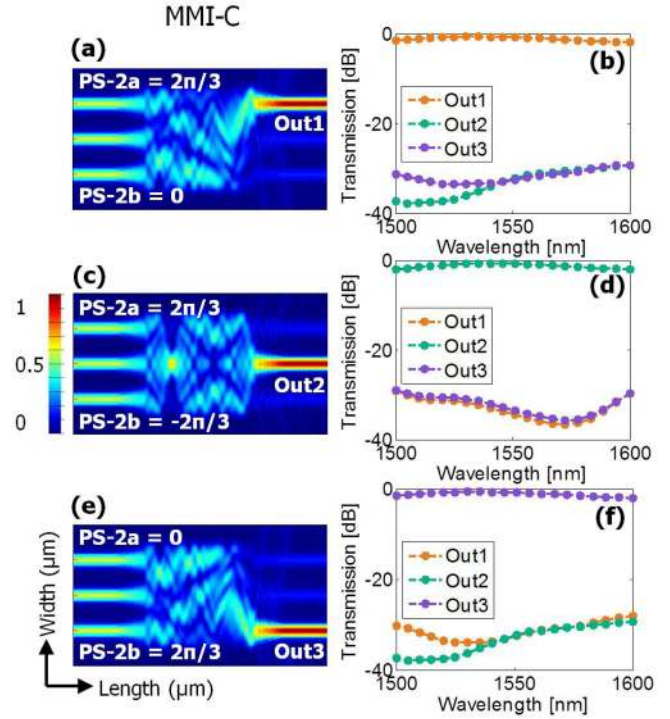 MMI-C
(a)
PS-2a = 2π/3
Out1
PS-2b = 0
(b)
Transmission [dB]
0
-20
-40
Out1
Out2
Out3
1500
1550
1600
Wavelength [nm]
(c)
PS-2a = 2π/3
Out2
PS-2b = -2π/3
1
0.5
0
(d)
Transmission [dB]
0
-20
-40
Out1
Out2
Out3
1500
1550
1600
Wavelength [nm]
(e)
PS-2a = 0
PS-2b = 2π/3
Out3
Width (μm)
Length (μm)
(f)
Transmission [dB]
0
-20
-40
Out1
Out2
Out3
1500
1550
1600
Wavelength [nm]